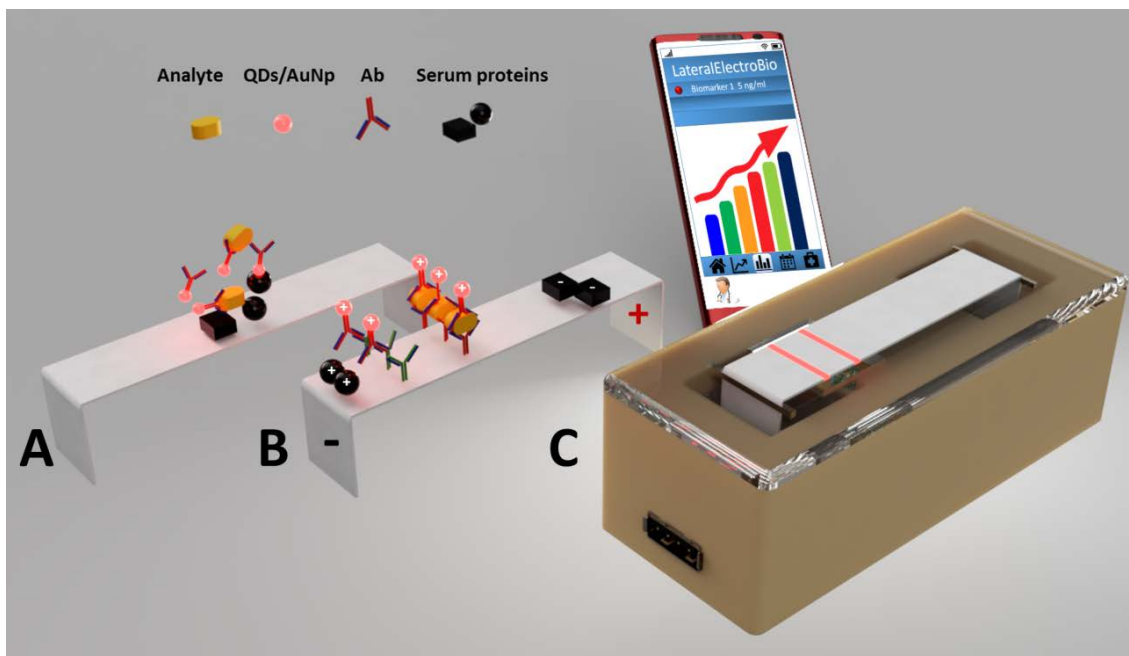 Analyte QDs/AuNp Ab Serum proteins
LateralElectroBio
Biomarker 1 5 ng/ml
+ + +
+ +
+ +
- +
A B C